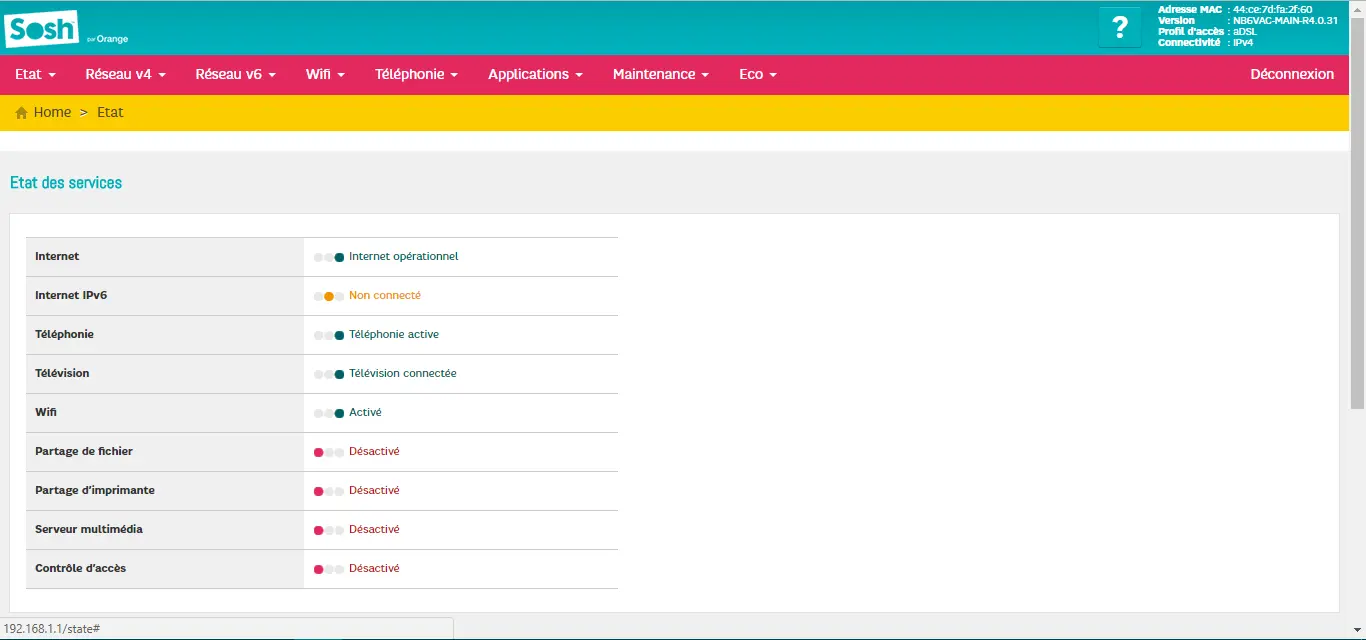 Sosh
par Orange
?
Adresse MAC : 44:ce:7d:fa:2f:60
Version : NB6VAC-MAIN-R4.0.31
Profil d'accès : aDSL
Connectivité : IPv4
Etat Réseau v4 Réseau v6 Wifi Téléphonie Applications Maintenance Eco Déconnexion
Home > Etat
Etat des services
Internet Internet opérationnel
Internet IPv6 Non connecté
Téléphonie Téléphonie active
Télévision Télévision connectée
Wifi Activé
Partage de fichier Désactivé
Partage d'imprimante Désactivé
Serveur multimédia Désactivé
Contrôle d'accès Désactivé
192.168.1.1/state#